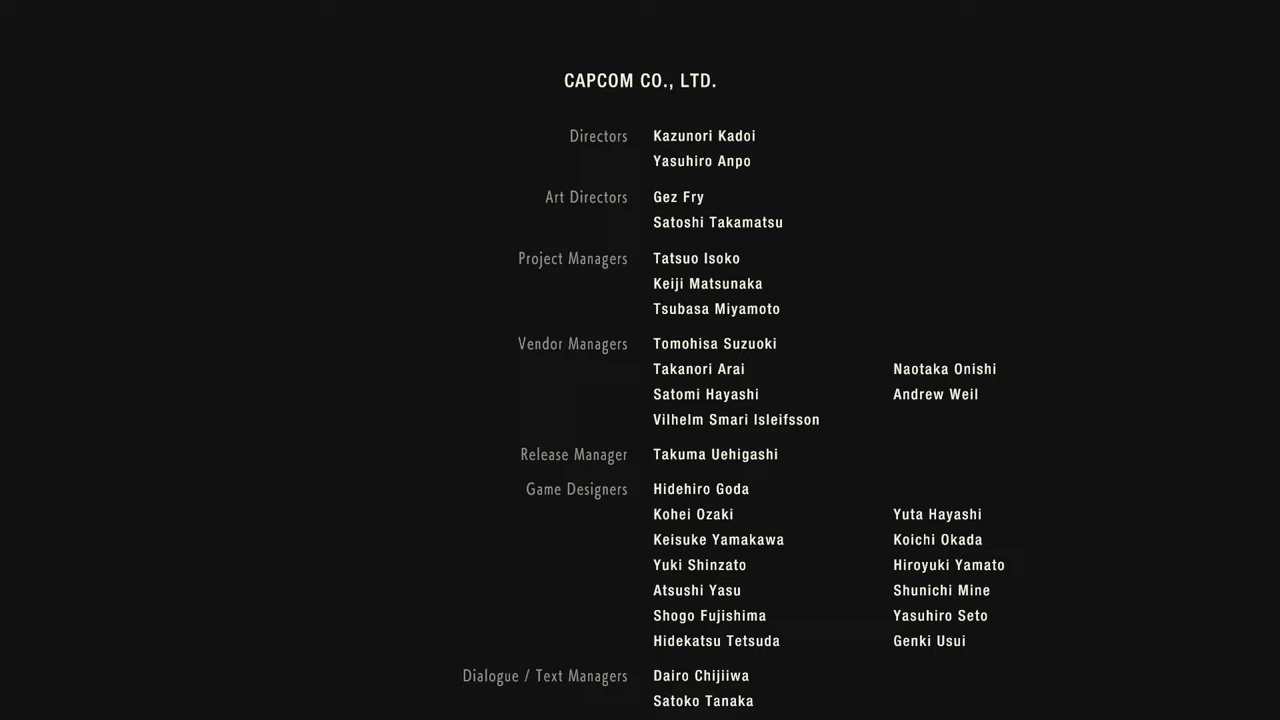 CAPCOM CO., LTD.
Directors Kazunori Kadoi
Yasuhiro Anpo
Art Directors Gez Fry
Satoshi Takamatsu
Project Managers Tatsuo Isoko
Keiji Matsunaka
Tsubasa Miyamoto
Vendor Managers Tomohisa Suzuoki
Takanori Arai Naotaka Onishi
Satomi Hayashi Andrew Weil
Vilhelm Smari Isleifsson
Release Manager Takuma Uehigashi
Game Designers Hidehiro Goda
Kohei Ozaki Yuta Hayashi
Keisuke Yamakawa Koichi Okada
Yuki Shinzato Hiroyuki Yamato
Atsushi Yasu Shunichi Mine
Shogo Fujishima Yasuhiro Seto
Hidekatsu Tetsuda Genki Usui
Dialogue / Text Managers Dairo Chijiiwa
Satoko Tanaka